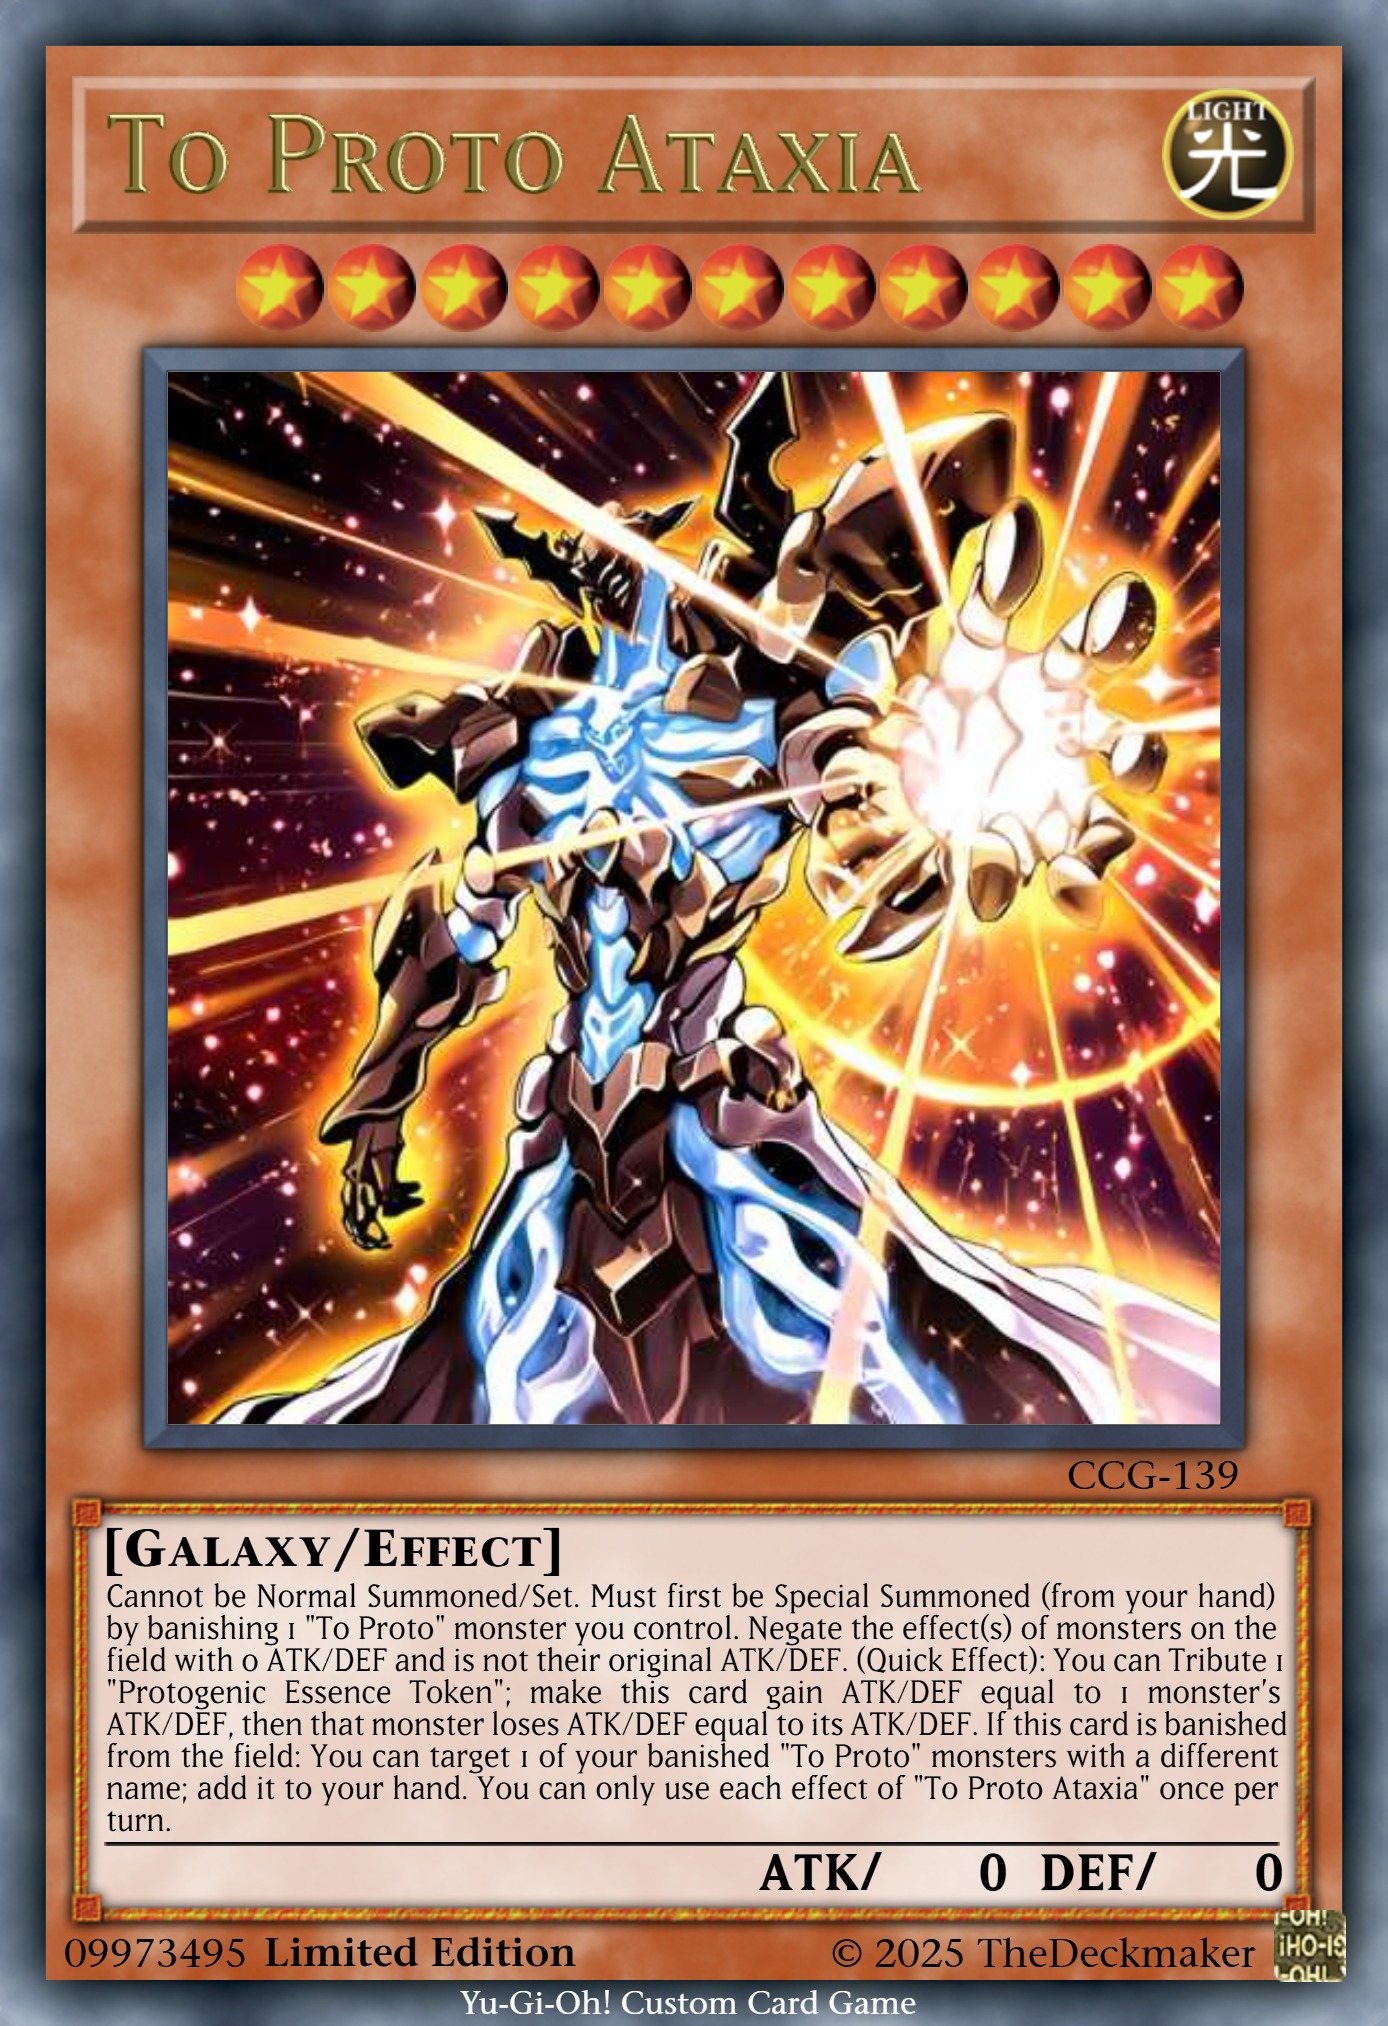 To Proto Ataxia
LIGHT
光
CCG-139
[Galaxy/Effect]
Cannot be Normal Summoned/Set. Must first be Special Summoned (from your hand)
by banishing 1 "To Proto" monster you control. Negate the effect(s) of monsters on the
field with 0 ATK/DEF and is not their original ATK/DEF. (Quick Effect): You can Tribute 1
"Protogenic Essence Token"; make this card gain ATK/DEF equal to 1 monster's
ATK/DEF, then that monster loses ATK/DEF equal to its ATK/DEF. If this card is banished
from the field: You can target 1 of your banished "To Proto" monsters with a different
name; add it to your hand. You can only use each effect of "To Proto Ataxia" once per
turn.
ATK/ 0 DEF/ 0
09973495 Limited Edition © 2025 TheDeckmaker
Yu-Gi-Oh! Custom Card Game